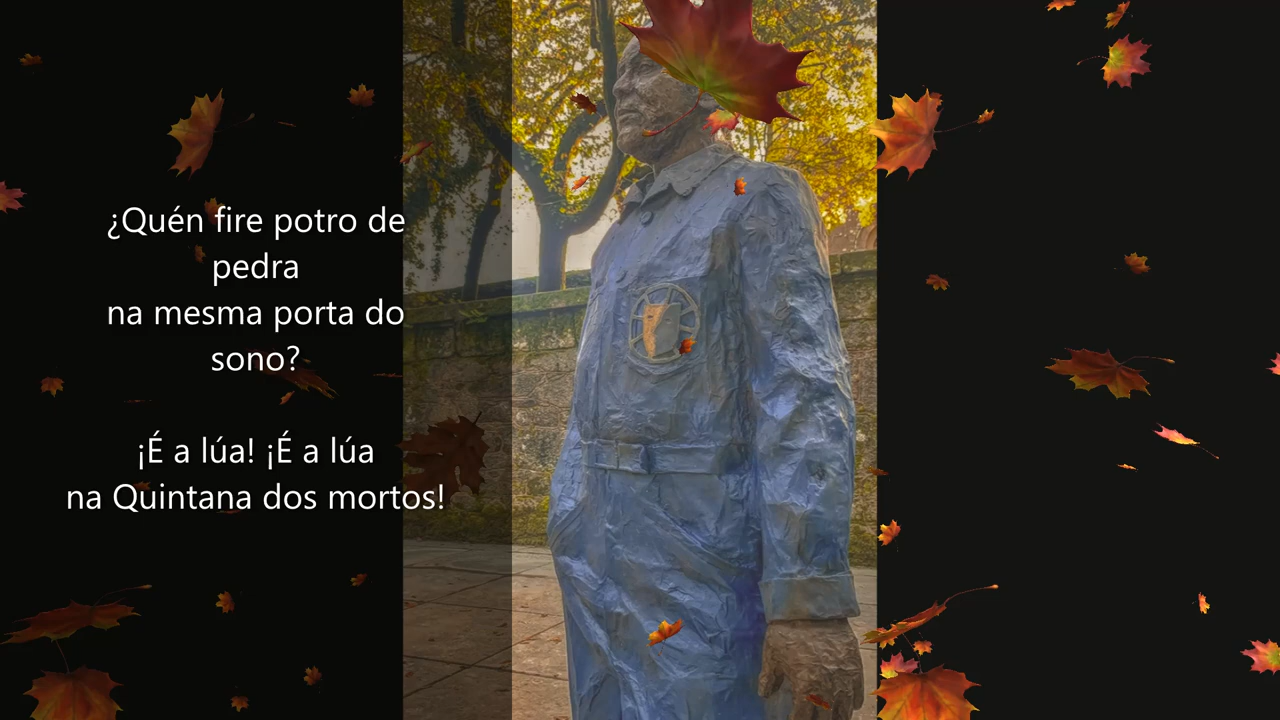 ¿Quén fire potro de
pedra
na mesma porta do
sono?
¡É a lúa! ¡É a lúa
na Quintana dos mortos!